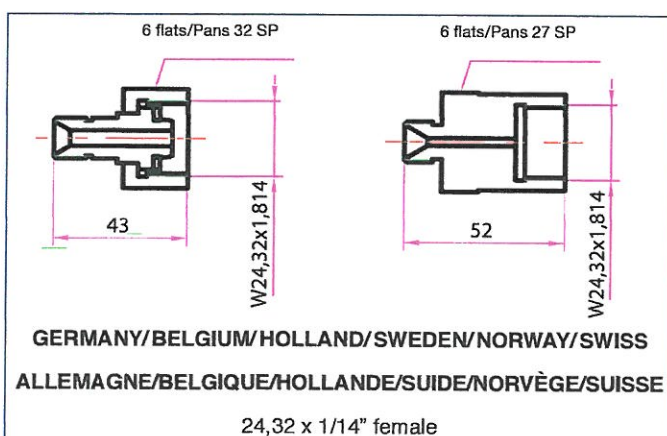 6 flats/Pans 32 SP
6 flats/Pans 27 SP
43
W24,32x1,814
52
W24,32x1,814
GERMANY/BELGIUM/HOLLAND/SWEDEN/NORWAY/SWISS
ALLEMAGNE/BELGIQUE/HOLLANDE/SUIDE/NORVÈGE/SUISSE
24,32 x 1/14” female